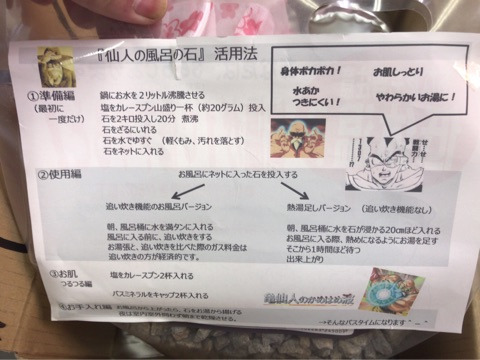 『仙人の風呂の石』 活用法
身体ポカポカ！
お肌しっとり
水あか
つきにくい！
やわらかいお湯に！
①準備編
(最初に
一度だけ)
鍋にお水を２リットル沸騰させる
塩をカレースプーン山盛り一杯（約20グラム）投入
石を2キロ投入し20分 煮沸
石をざるにいれる
石を水でゆすぐ （軽くもみ、汚れを落とす）
石をネットに入れる
②使用編
お風呂にネットに入った石を投入する
追い炊き機能のお風呂バージョン
朝、風呂桶に水を満タンに入れる
風呂に入る前に、追い炊きをする
お湯張と、追い炊きを比べた際のガス料金は
追い炊きの方が経済的です。
熱湯足しバージョン （追い炊き機能なし）
朝、風呂桶に水を石が浸かる20cmほど入れる
お風呂に入る際、熱めになるようにお湯を足す
そこから1時間ほど待つ
出来上がり
③お肌
つるつる編
塩をカレースプーン2杯入れる
バスミネラルをキャップ2杯入れる
亀仙人のかめはめ波
→そんなバスタイムになります
④お手入れ編